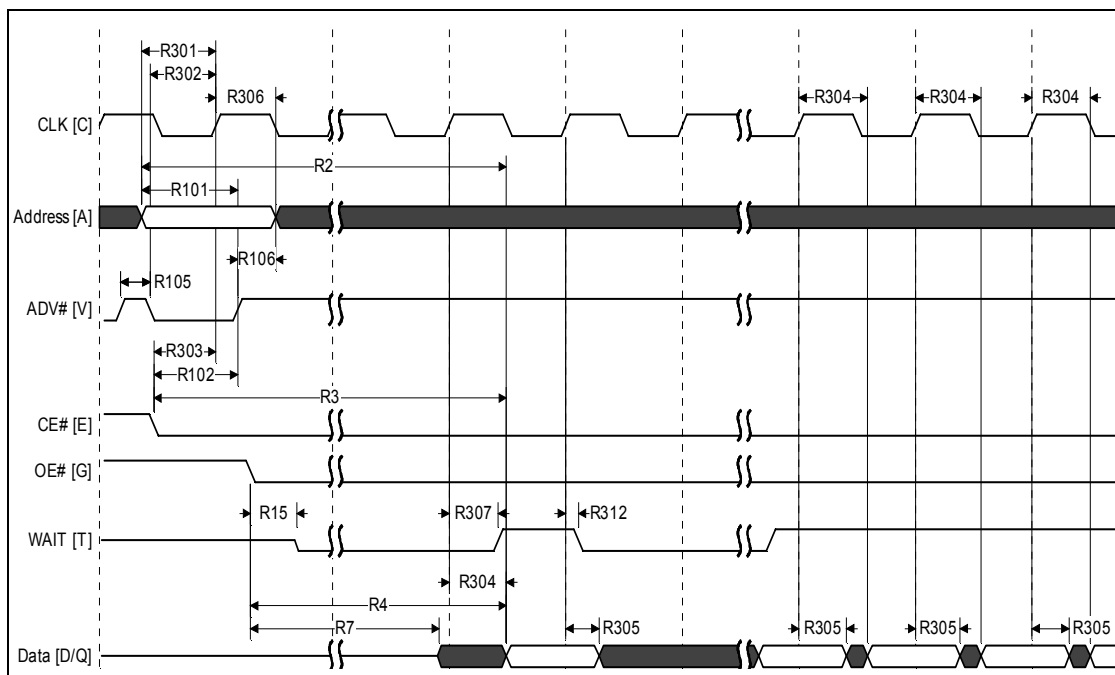 R301
R302
R306
R304
R304
R304
CLK [C]
R2
R101
Address [A]
R106
R105
ADV# [V]
R303
R102
R3
CE# [E]
OE# [G]
R15
R307
R312
WAIT [T]
R304
R4
R7
R305
R305
R305
R305
Data [D/Q]